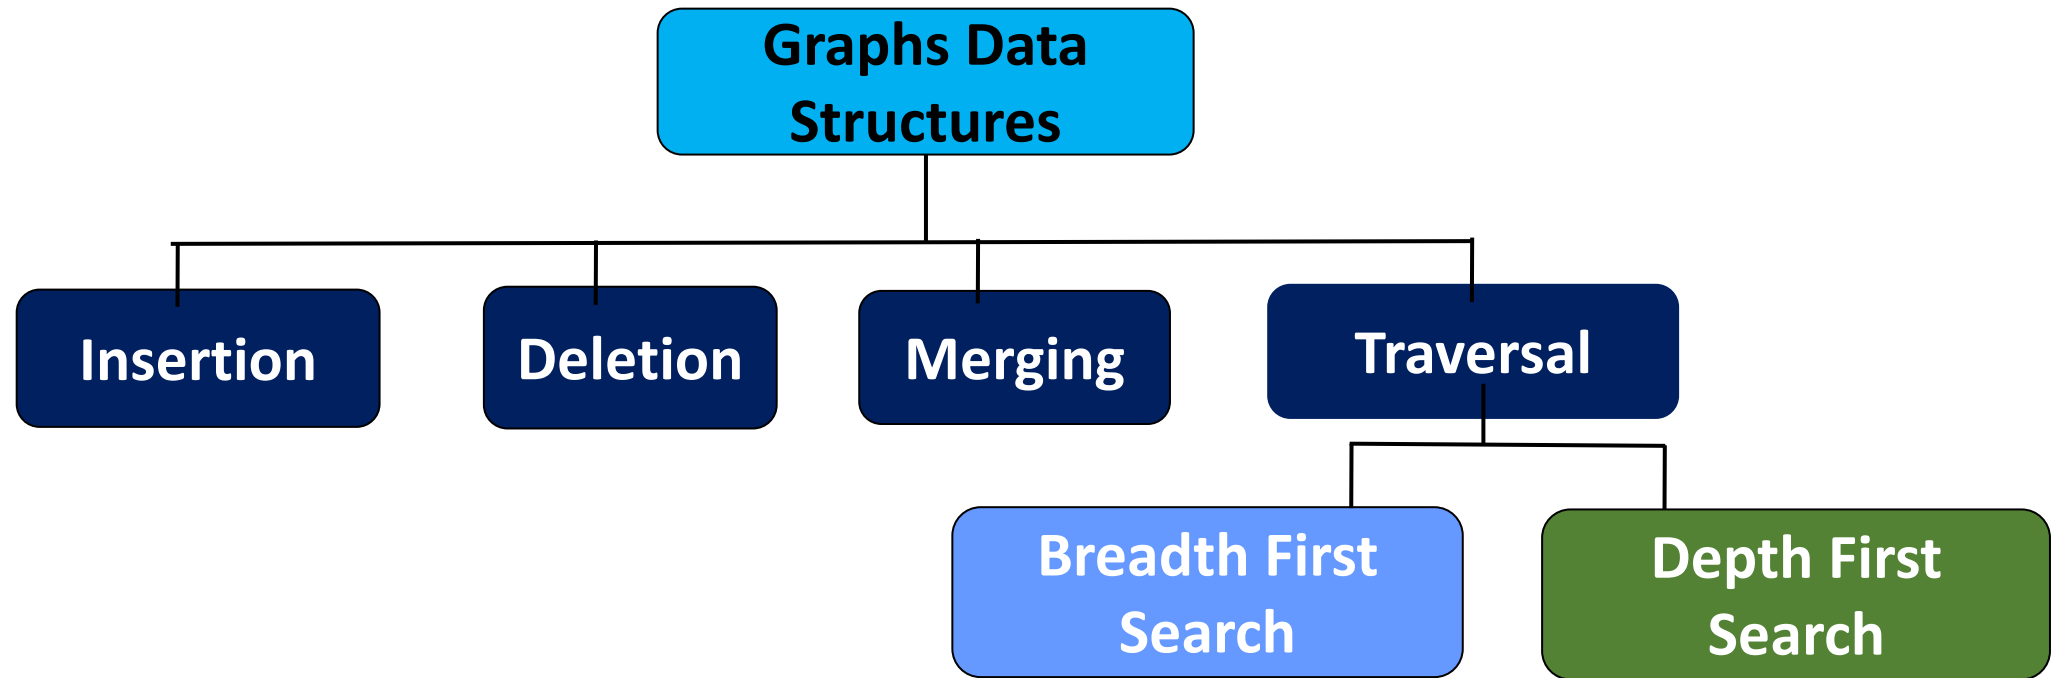 Graphs Data
Structures
Insertion
Deletion
Merging
Traversal
Breadth First
Search
Depth First
Search